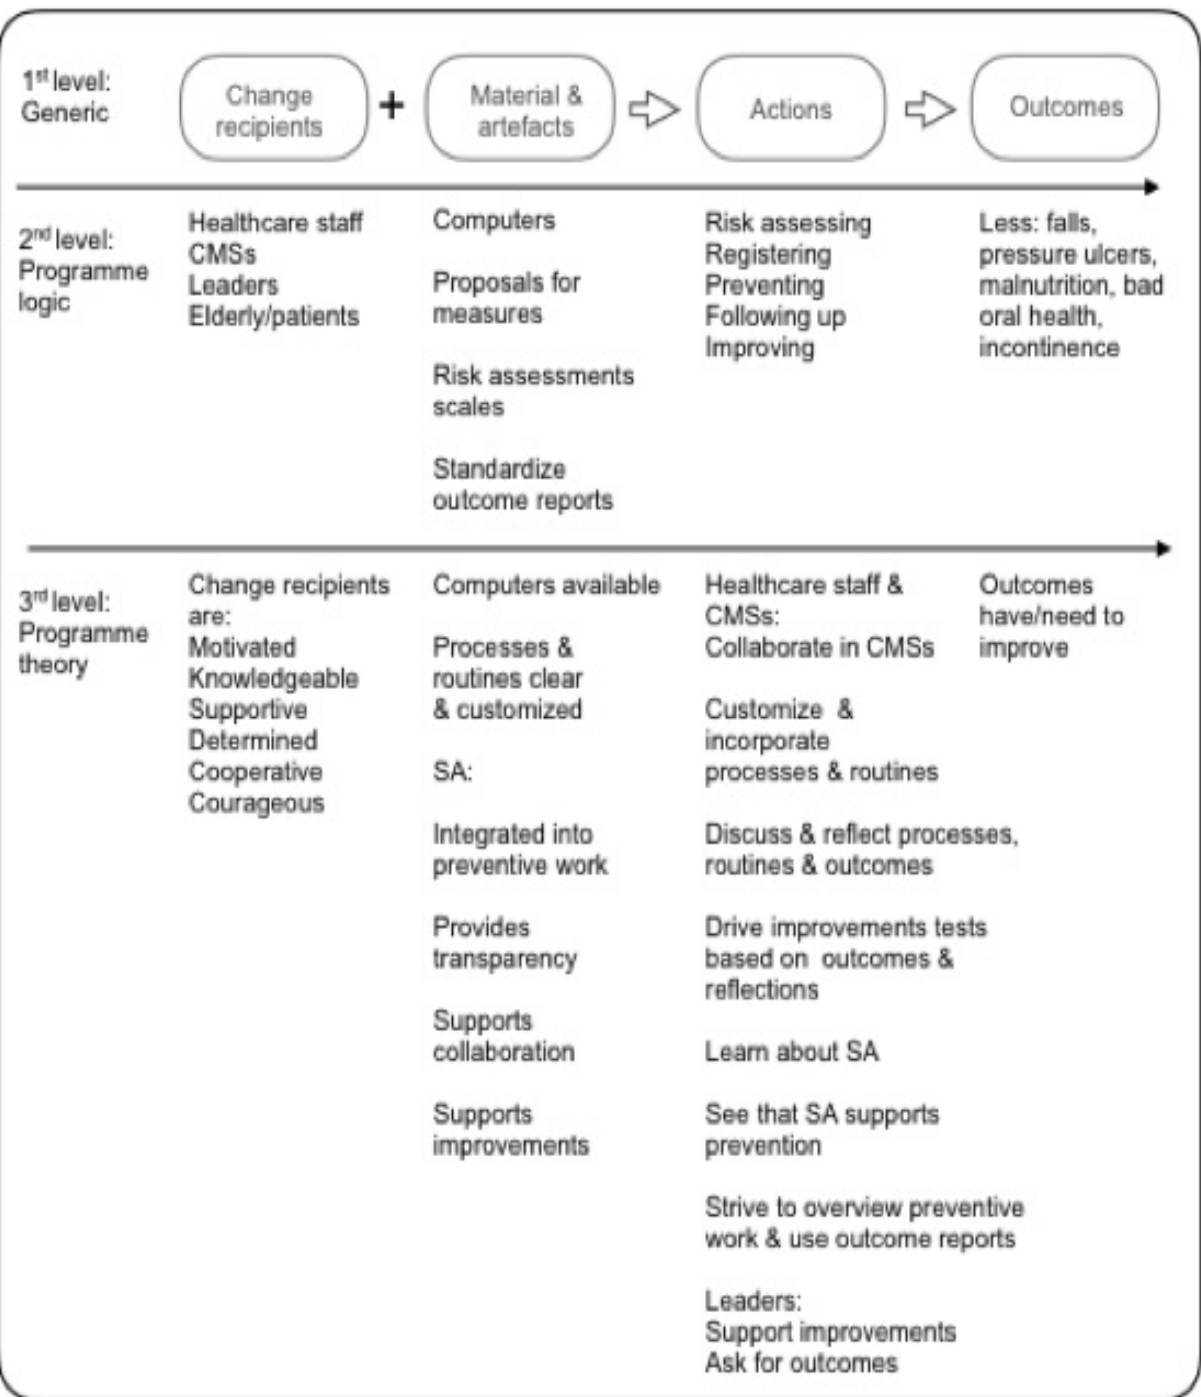 1st level:
Generic
Change
recipients
+
Material &
artefacts
Actions
Outcomes
2nd level:
Programme
logic
Healthcare staff
CMSs
Leaders
Elderly/patients
Computers
Proposals for
measures
Risk assessments
scales
Standardize
outcome reports
Risk assessing
Registering
Preventing
Following up
Improving
Less: falls,
pressure ulcers,
malnutrition, bad
oral health,
incontinence
3rd level:
Programme
theory
Change recipients
are:
Motivated
Knowledgeable
Supportive
Determined
Cooperative
Courageous
Computers available
Processes &
routines clear
& customized
SA:
Integrated into
preventive work
Provides
transparency
Supports
collaboration
Supports
improvements
Healthcare staff &
CMSs:
Collaborate in CMSs
Customize &
incorporate
processes & routines
Discuss & reflect processes,
routines & outcomes
Drive improvements tests
based on outcomes &
reflections
Learn about SA
See that SA supports
prevention
Strive to overview preventive
work & use outcome reports
Leaders:
Support improvements
Ask for outcomes
Outcomes
have/need to
improve